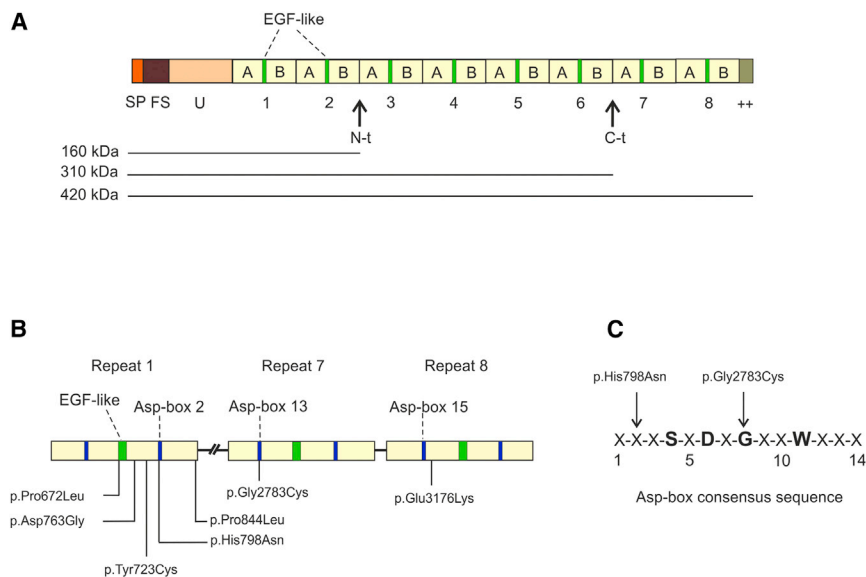 A
EGF-like
A B A B A B A B A B A B A B A B
SP FS U 1 2 3 4 5 6 7 8 ++
N-t C-t
160 kDa
310 kDa
420 kDa
B
Repeat 1 Repeat 7 Repeat 8
EGF-like
Asp-box 2 Asp-box 13 Asp-box 15
p.Pro672Leu
p.Asp763Gly
p.Tyr723Cys
p.Pro844Leu
p.His798Asn
p.Gly2783Cys
p.Glu3176Lys
C
p.His798Asn p.Gly2783Cys
X-X-X-S-X-D-X-G-X-X-W-X-X-X
1 5 10 14
Asp-box consensus sequence